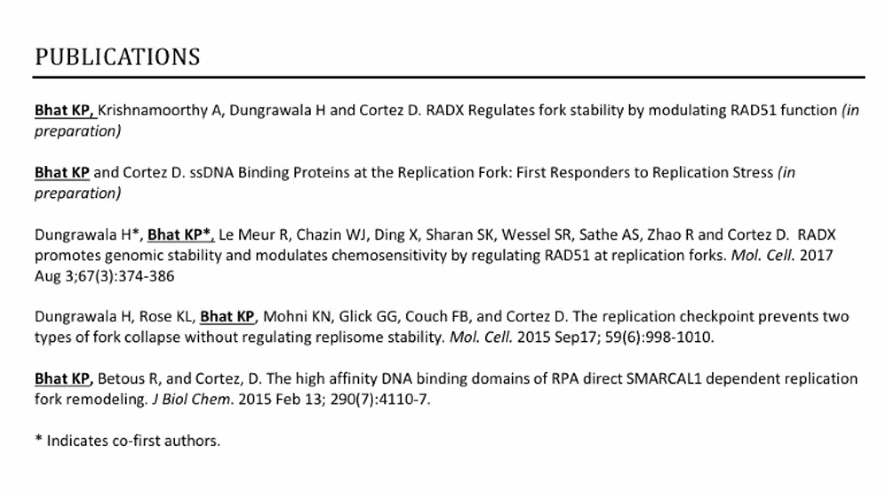 PUBLICATIONS
Bhat KP, Krishnamoorthy A, Dungrawala H and Cortez D. RADX Regulates fork stability by modulating RAD51 function (in
preparation)
Bhat KP and Cortez D. ssDNA Binding Proteins at the Replication Fork: First Responders to Replication Stress (in
preparation)
Dungrawala H*, Bhat KP*, Le Meur R, Chazin WJ, Ding X, Sharan SK, Wessel SR, Sathe AS, Zhao R and Cortez D. RADX
promotes genomic stability and modulates chemosensitivity by regulating RAD51 at replication forks. Mol. Cell. 2017
Aug 3;67(3):374-386
Dungrawala H, Rose KL, Bhat KP, Mohni KN, Glick GG, Couch FB, and Cortez D. The replication checkpoint prevents two
types of fork collapse without regulating replisome stability. Mol. Cell. 2015 Sep17; 59(6):998-1010.
Bhat KP, Betous R, and Cortez, D. The high affinity DNA binding domains of RPA direct SMARCAL1 dependent replication
fork remodeling. J Biol Chem. 2015 Feb 13; 290(7):4110-7.
* Indicates co-first authors.